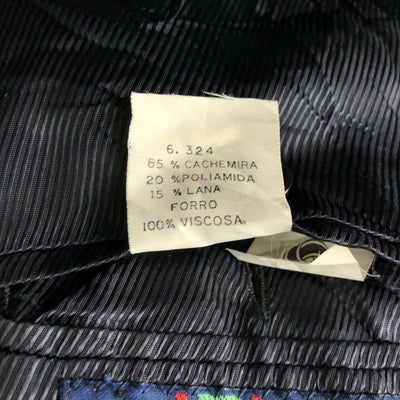 6. 324
65 % CACHEMIRA
20 % POLIAMIDA
15 % LANA
FORRO
100% VISCOSA.